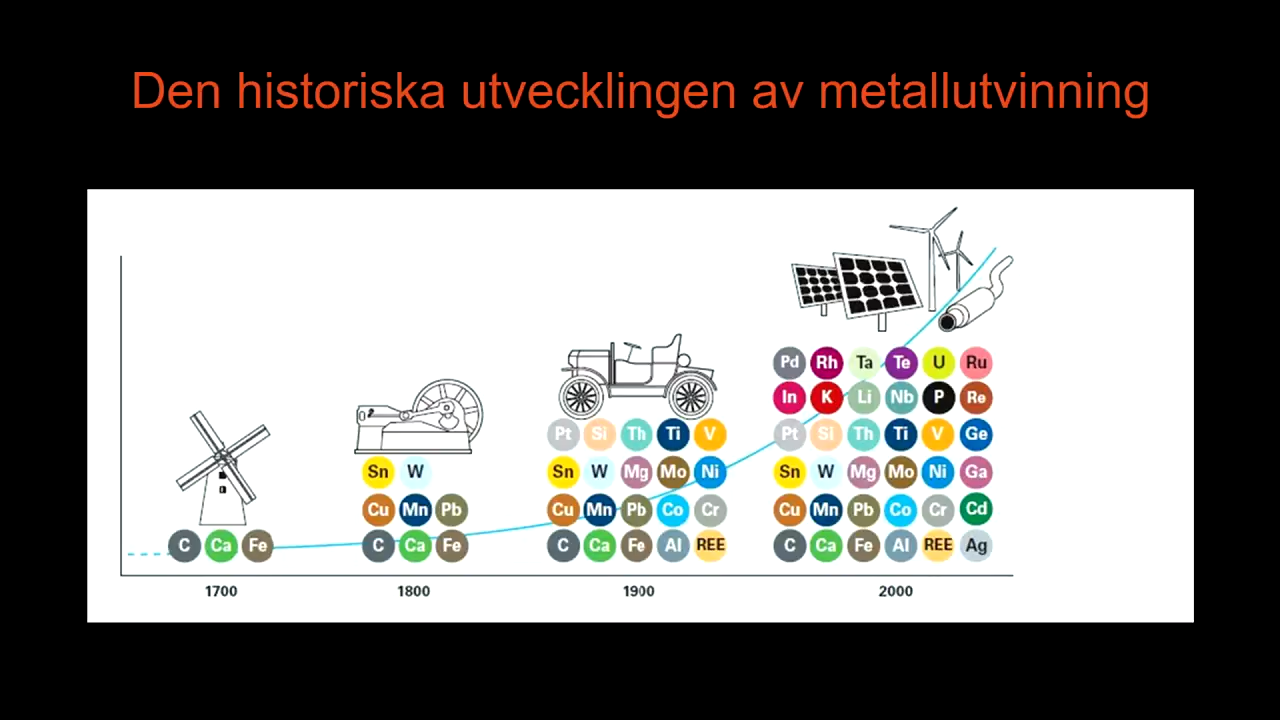 Den historiska utvecklingen av metallutvinning
Pd Rh Ta Te U Ru
In K Li Nb P Re
Pt Si Th Ti V
Pt Si Th Ti V Ge
Sn W
Sn W Mg Mo Ni
Sn W Mg Mo Ni Ga
Cu Mn Pb
Cu Mn Pb Co Cr
Cu Mn Pb Co Cr Cd
C Ca Fe
C Ca Fe
C Ca Fe Al REE
C Ca Fe Al REE Ag
1700 1800 1900 2000